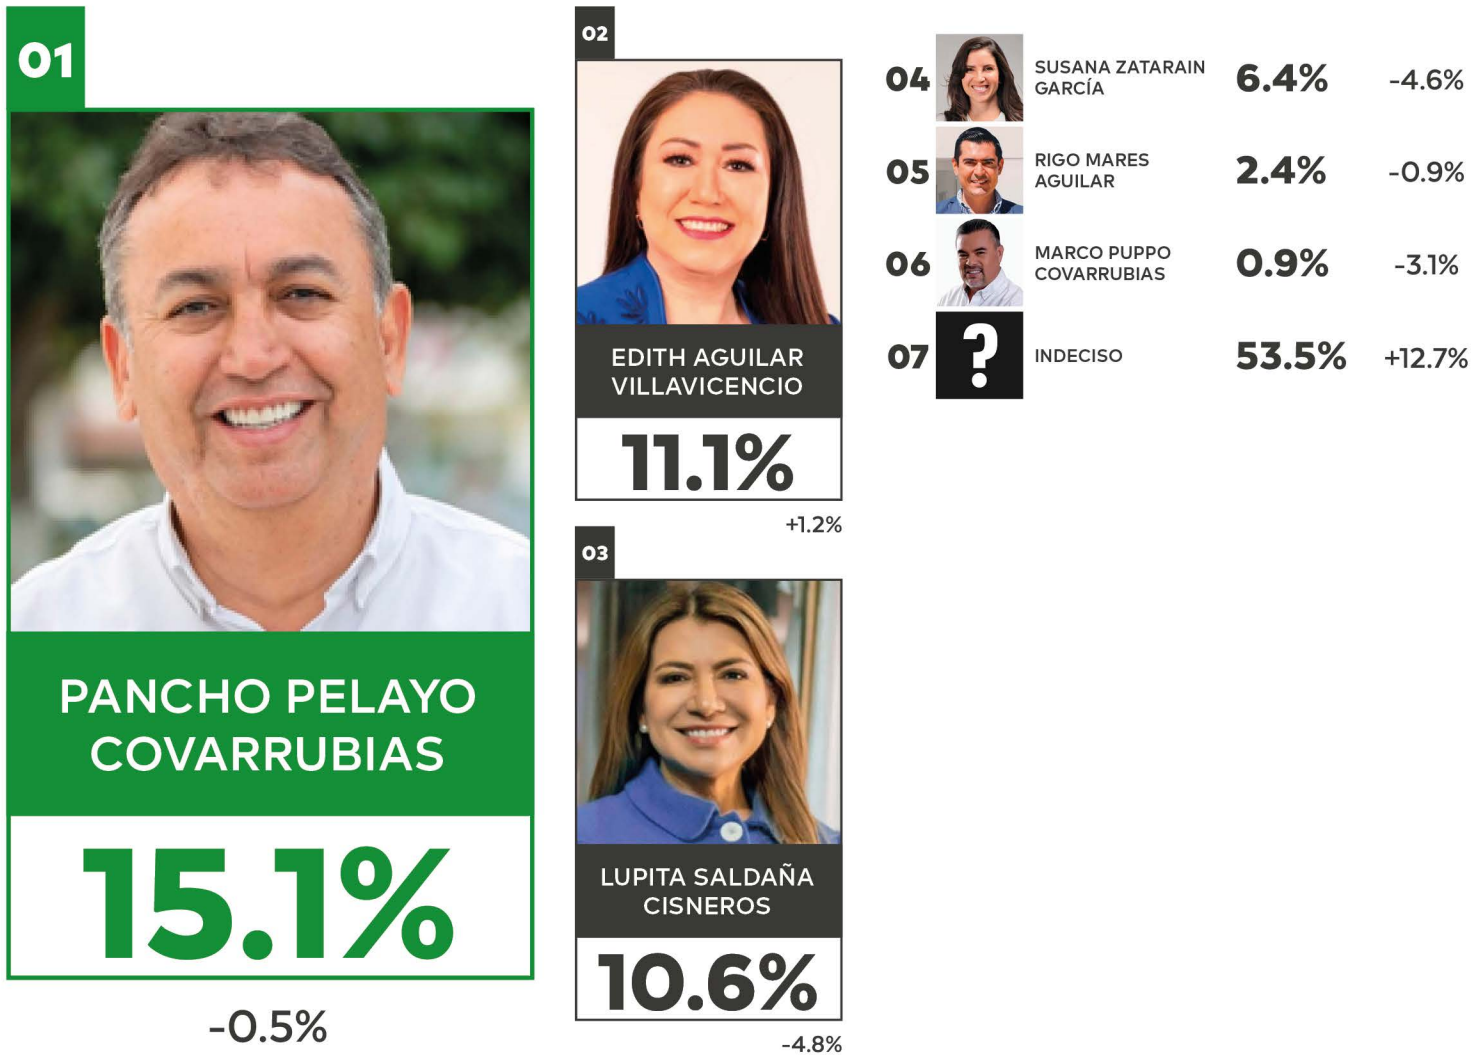 01
PANCHO PELAYO
COVARRUBIAS
15.1%
-0.5%
02
EDITH AGUILAR
VILLAVICENCIO
11.1%
+1.2%
03
LUPITA SALDAÑA
CISNEROS
10.6%
-4.8%
04 SUSANA ZATARAIN
GARCÍA 6.4% -4.6%
05 RIGO MARES
AGUILAR 2.4% -0.9%
06 MARCO PUPPO
COVARRUBIAS 0.9% -3.1%
07 ? INDECISO 53.5% +12.7%